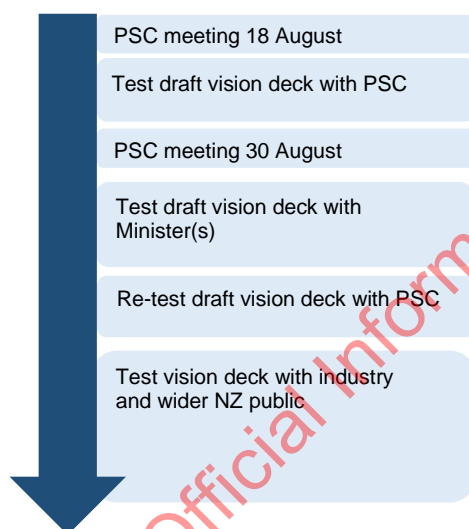 PSC meeting 18 August
Test draft vision deck with PSC
PSC meeting 30 August
Test draft vision deck with
Minister(s)
Re-test draft vision deck with PSC
Test vision deck with industry
and wider NZ public
Official Inform